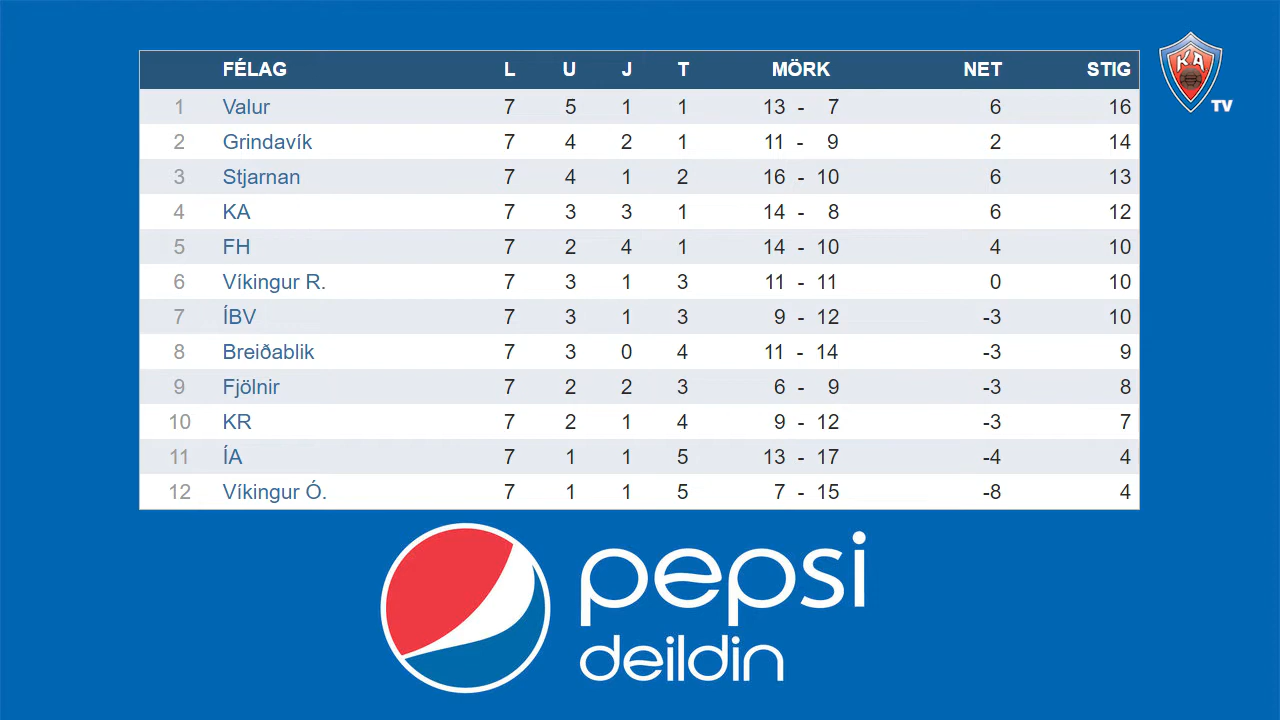 FÉLAG L U J T MÖRK NET STIG
1 Valur 7 5 1 1 13 - 7 6 16
2 Grindavík 7 4 2 1 11 - 9 2 14
3 Stjarnan 7 4 1 2 16 - 10 6 13
4 KA 7 3 3 1 14 - 8 6 12
5 FH 7 2 4 1 14 - 10 4 10
6 Víkingur R. 7 3 1 3 11 - 11 0 10
7 ÍBV 7 3 1 3 9 - 12 -3 10
8 Breiðablik 7 3 0 4 11 - 14 -3 9
9 Fjölnir 7 2 2 3 6 - 9 -3 8
10 KR 7 2 1 4 9 - 12 -3 7
11 ÍA 7 1 1 5 13 - 17 -4 4
12 Víkingur Ó. 7 1 1 5 7 - 15 -8 4
KA
TV
pepsi
deildin